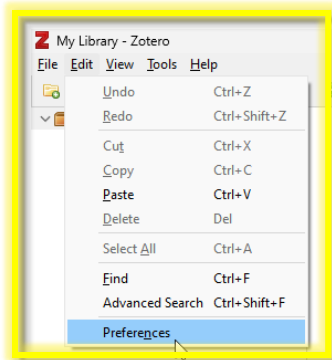 Z My Library - Zotero
File Edit View Tools Help
Undo Ctrl+Z
Redo Ctrl+Shift+Z
Cut Ctrl+X
Copy Ctrl+C
Paste Ctrl+V
Delete Del
Select All Ctrl+A
Find Ctrl+F
Advanced Search Ctrl+Shift+F
Preferences